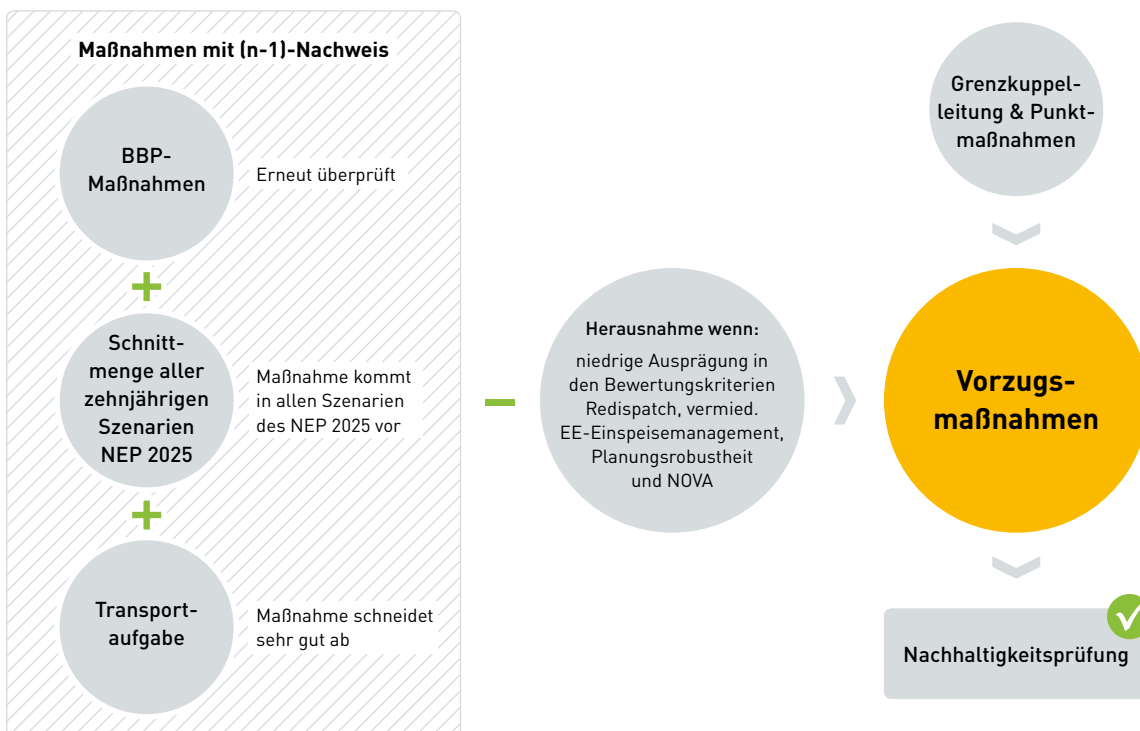 Maßnahmen mit (n-1)-Nachweis
BBP-
Maßnahmen
Erneut überprüft
+
Schnitt-
menge aller
zehnjährigen
Szenarien
NEP 2025
Maßnahme kommt
in allen Szenarien
des NEP 2025 vor
+
Transport-
aufgabe
Maßnahme schneidet
sehr gut ab
–
Herausnahme wenn:
niedrige Ausprägung in
den Bewertungskriterien
Redispatch, vermied.
EE-Einspeisemanagement,
Planungsrobustheit
und NOVA
Grenzkuppel-
leitung & Punkt-
maßnahmen
Vorzugs-
maßnahmen
Nachhaltigkeitsprüfung